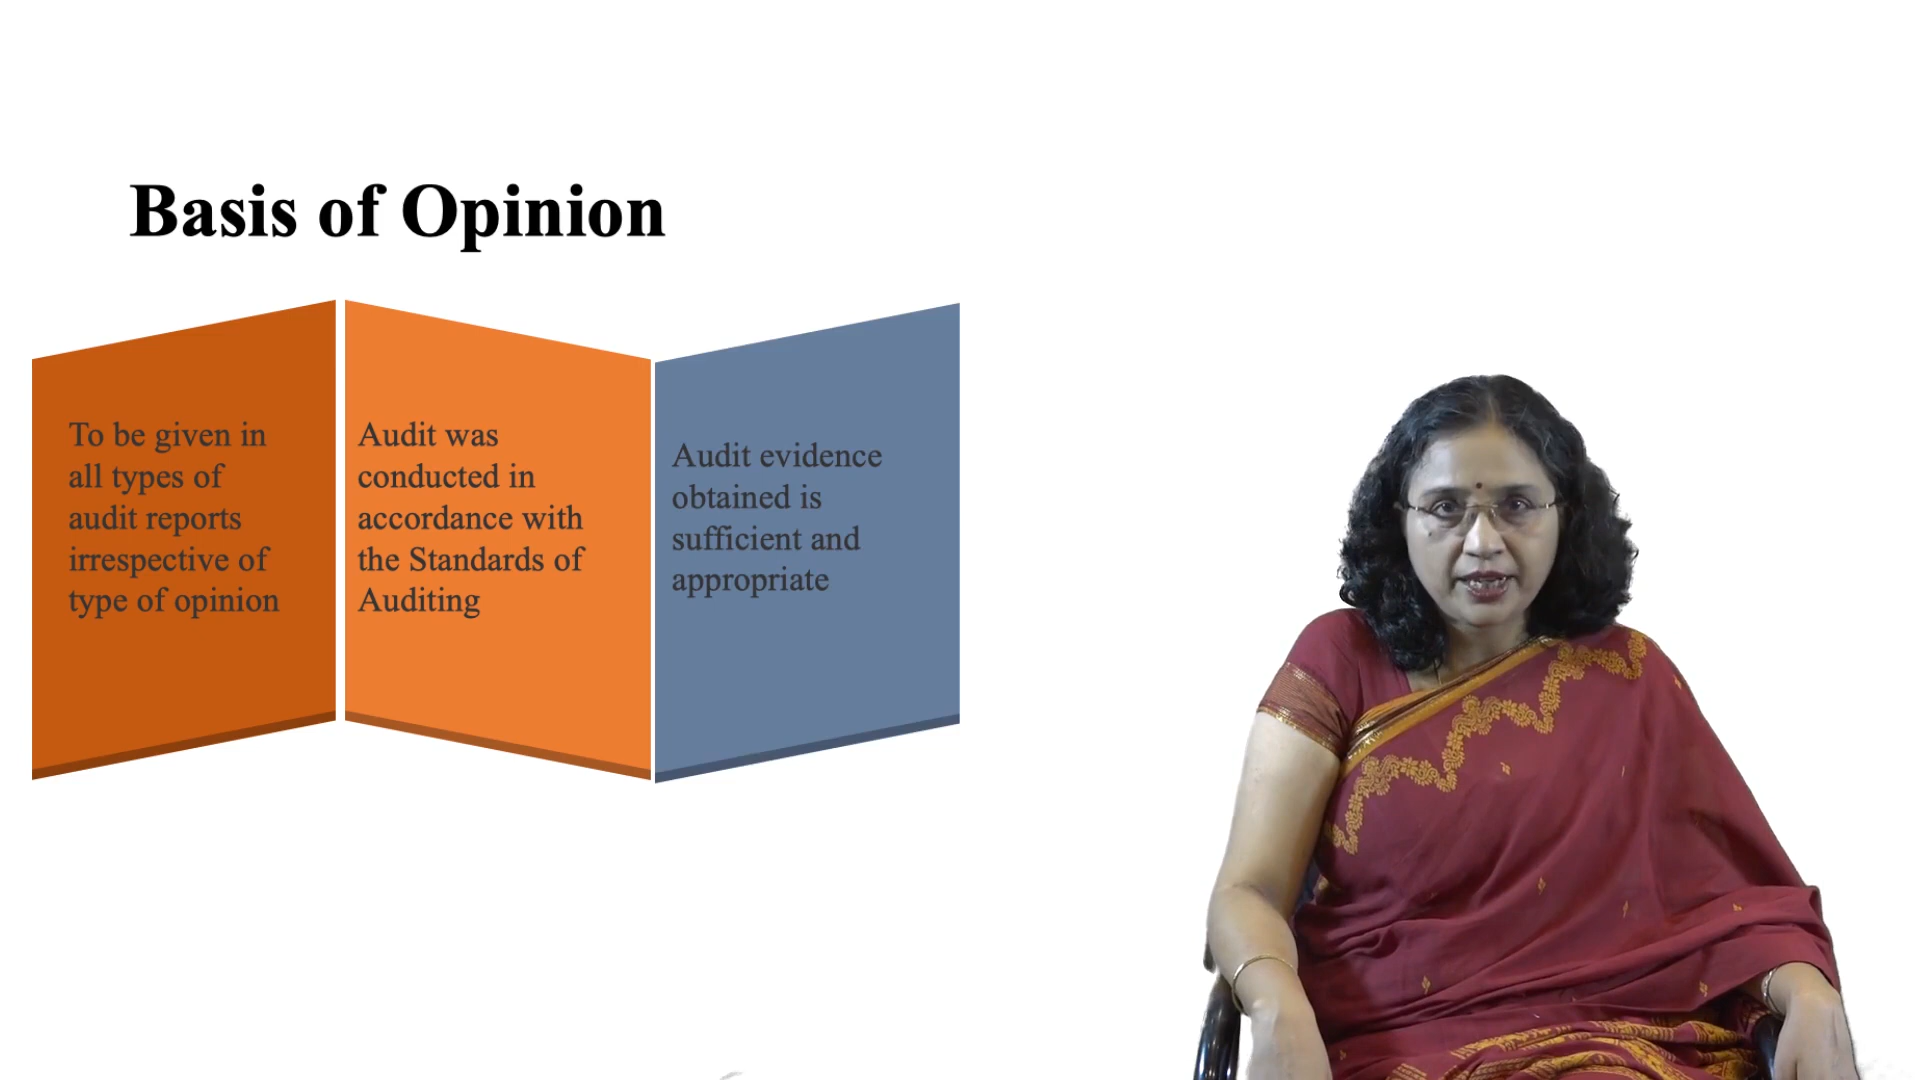 Basis of Opinion
To be given in
all types of
audit reports
irrespective of
type of opinion
Audit was
conducted in
accordance with
the Standards of
Auditing
Audit evidence
obtained is
sufficient and
appropriate